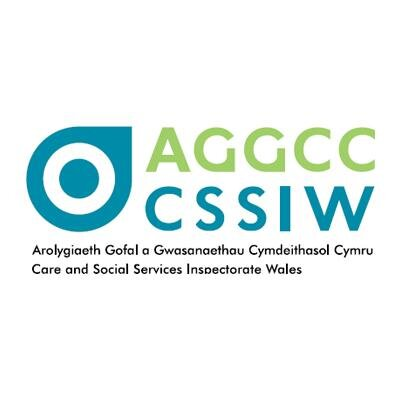 AGGCC
CSSIW
Arolygiaeth Gofal a Gwasanaethau Cymdeithasol Cymru
Care and Social Services Inspectorate Wales